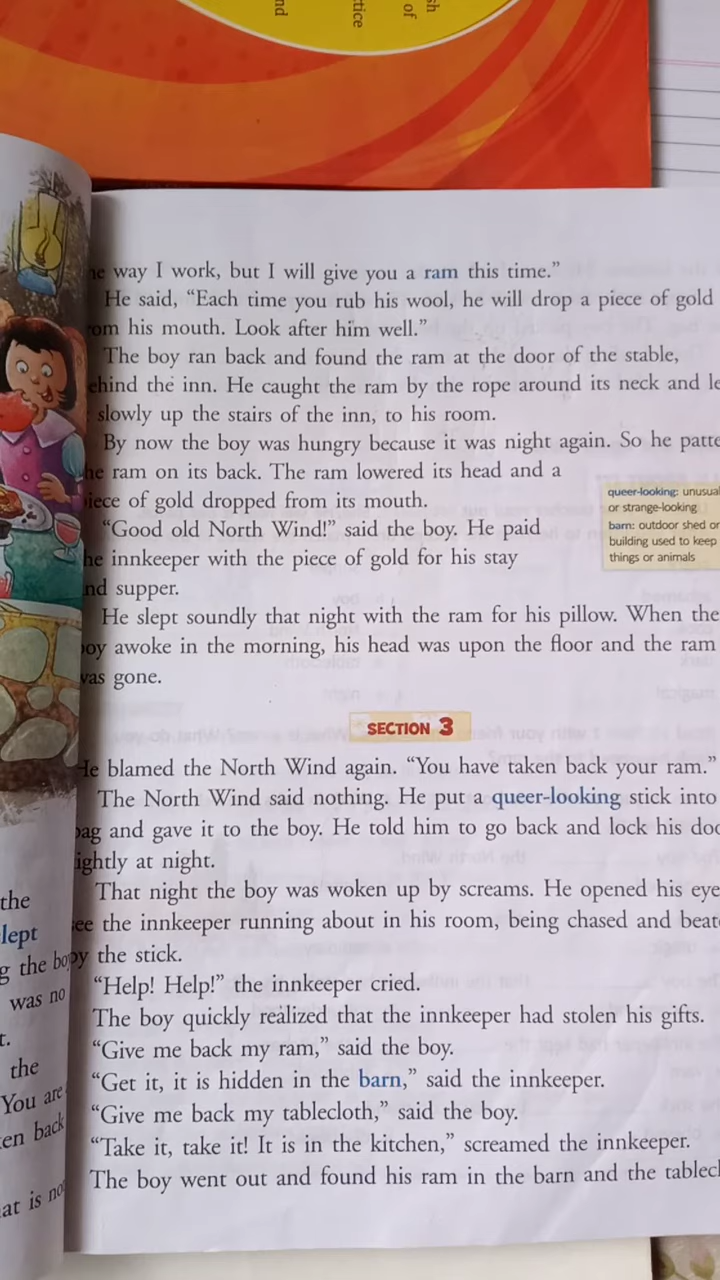 nd
tice
of
sh
way I work, but I will give you a ram this time.”
He said, “Each time you rub his wool, he will drop a piece of gold
om his mouth. Look after him well.”
The boy ran back and found the ram at the door of the stable,
ehind the inn. He caught the ram by the rope around its neck and le
slowly up the stairs of the inn, to his room.
By now the boy was hungry because it was night again. So he patte
he ram on its back. The ram lowered its head and a
iece of gold dropped from its mouth.
“Good old North Wind!” said the boy. He paid
he innkeeper with the piece of gold for his stay
nd supper.
queer-looking: unusual
or strange-looking
barn: outdoor shed or
building used to keep
things or animals
He slept soundly that night with the ram for his pillow. When the
oy awoke in the morning, his head was upon the floor and the ram
was gone.
SECTION 3
He blamed the North Wind again. “You have taken back your ram.”
The North Wind said nothing. He put a queer-looking stick into
bag and gave it to the boy. He told him to go back and lock his doo
ightly at night.
That night the boy was woken up by screams. He opened his eye
ee the innkeeper running about in his room, being chased and beate
by the stick.
“Help! Help!” the innkeeper cried.
The boy quickly realized that the innkeeper had stolen his gifts.
“Give me back my ram,” said the boy.
“Get it, it is hidden in the barn,” said the innkeeper.
“Give me back my tablecloth,” said the boy.
“Take it, take it! It is in the kitchen,” screamed the innkeeper.
The boy went out and found his ram in the barn and the tablecl
the
lept
g the bo
was no
t.
the
You are
en back
at is no